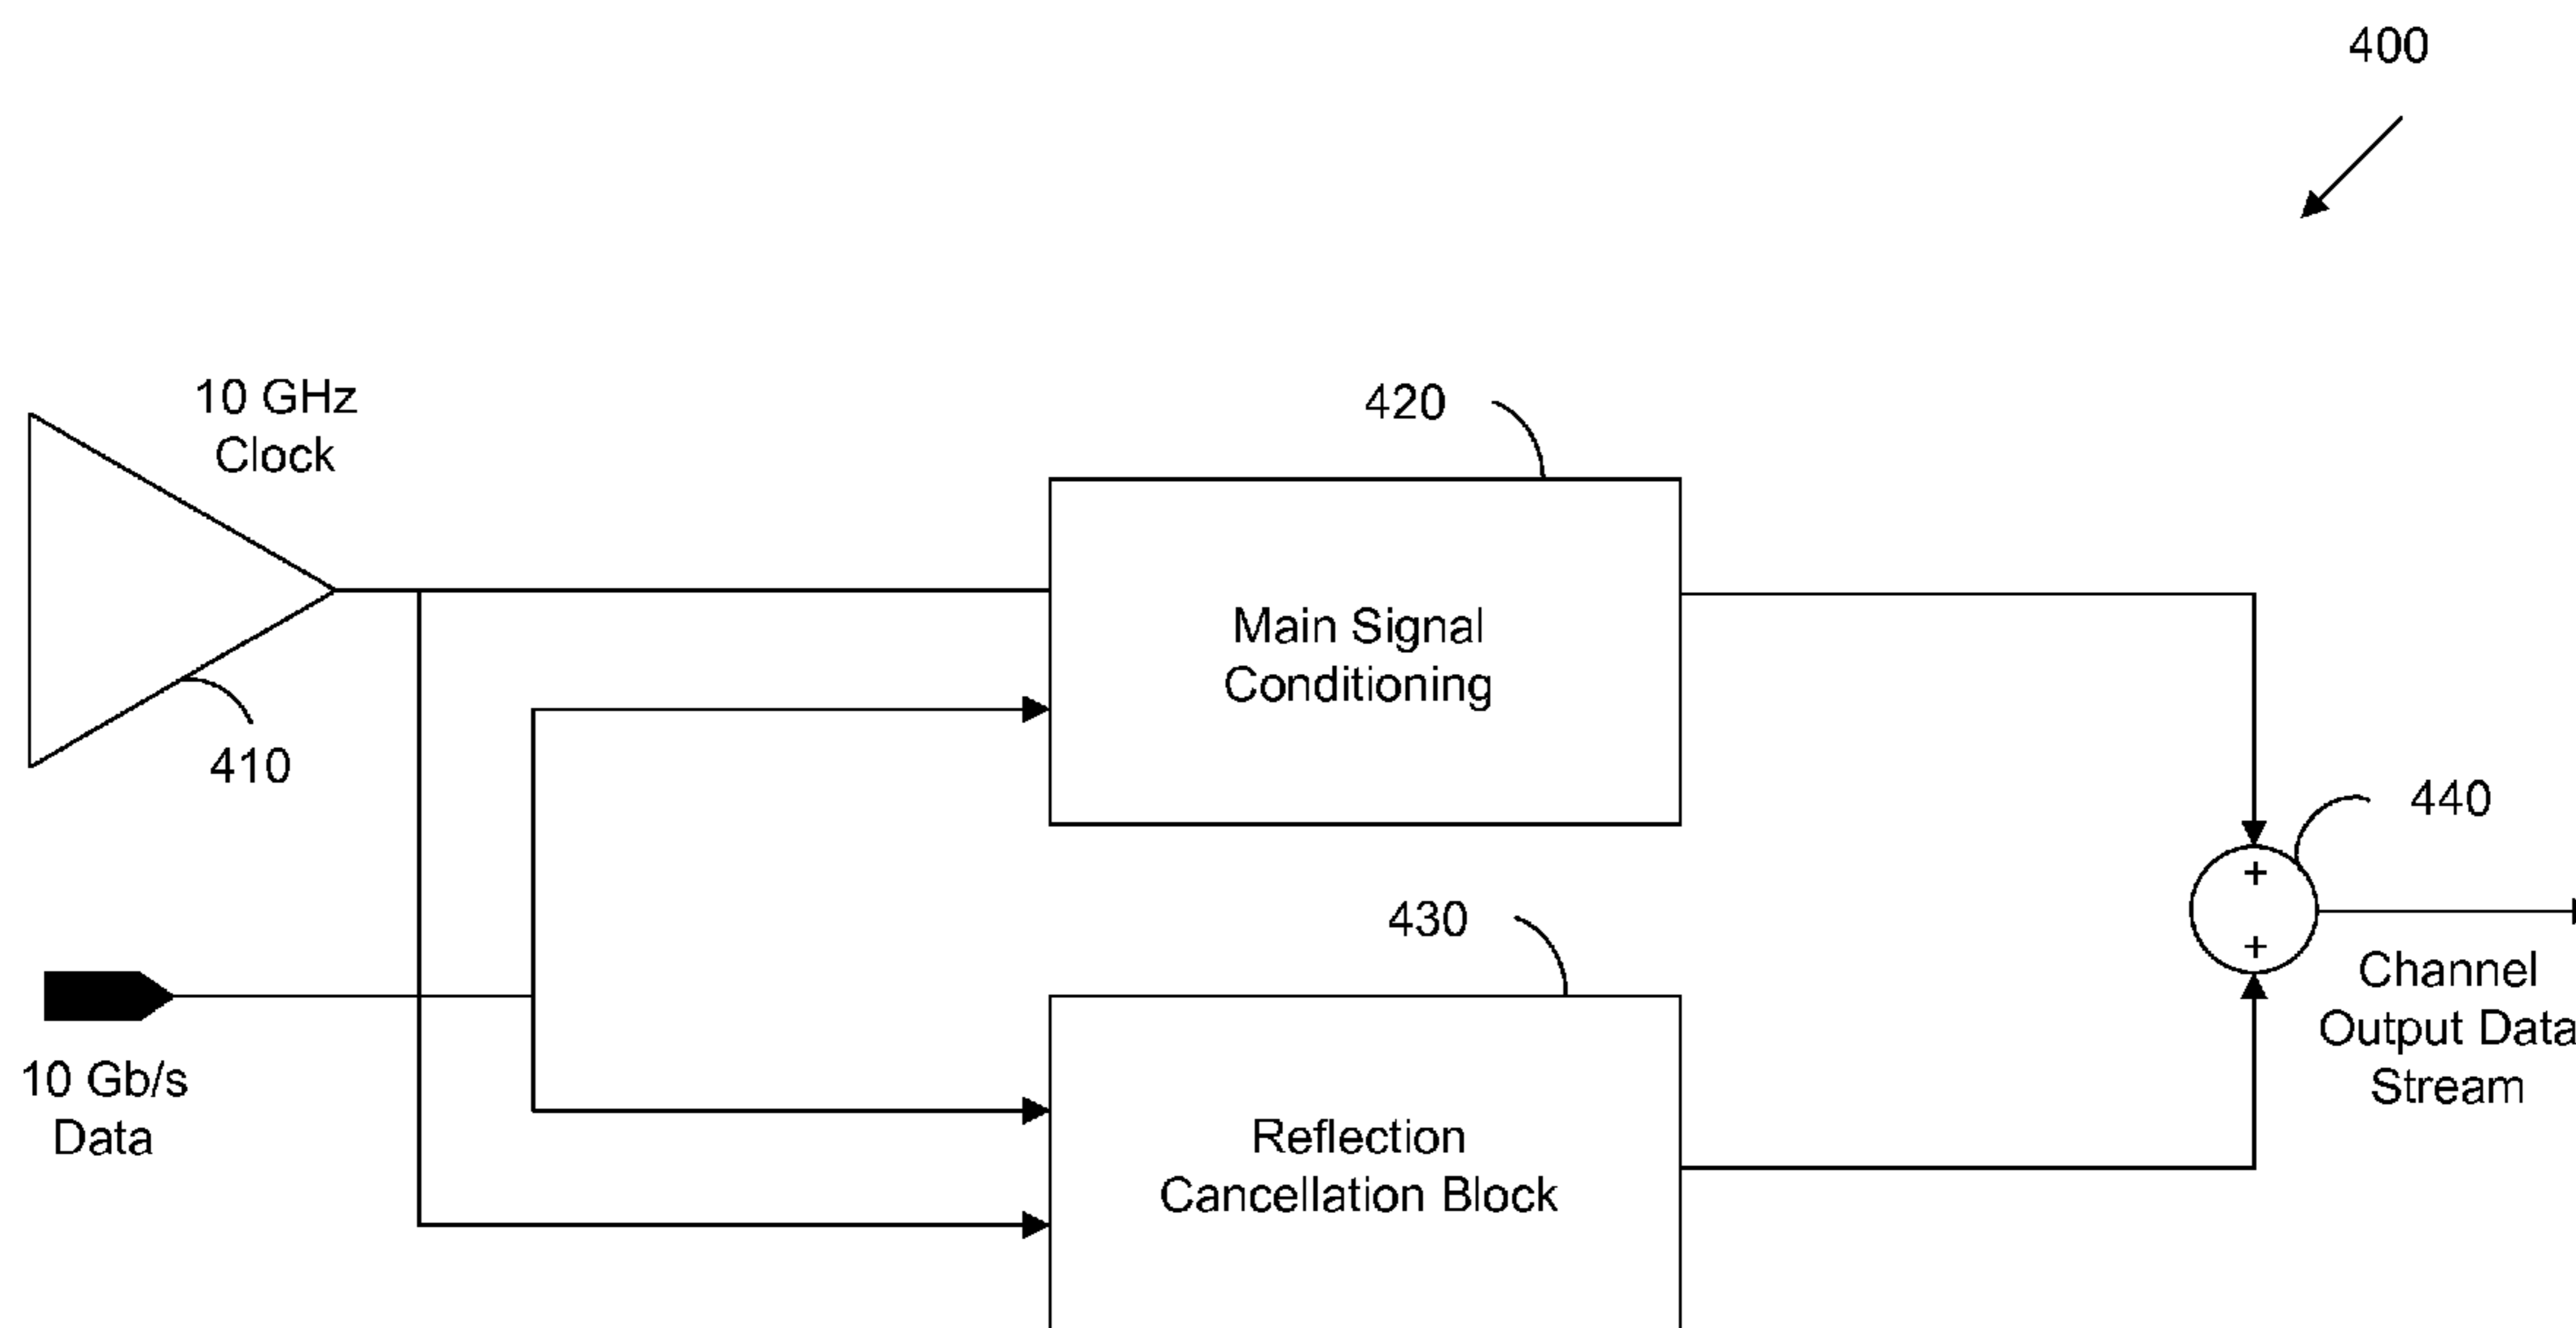 400
10 GHz
Clock
410
420
Main Signal
Conditioning
440
+
+
430
10 Gb/s
Data
Reflection
Cancellation Block
Channel
Output Data
Stream